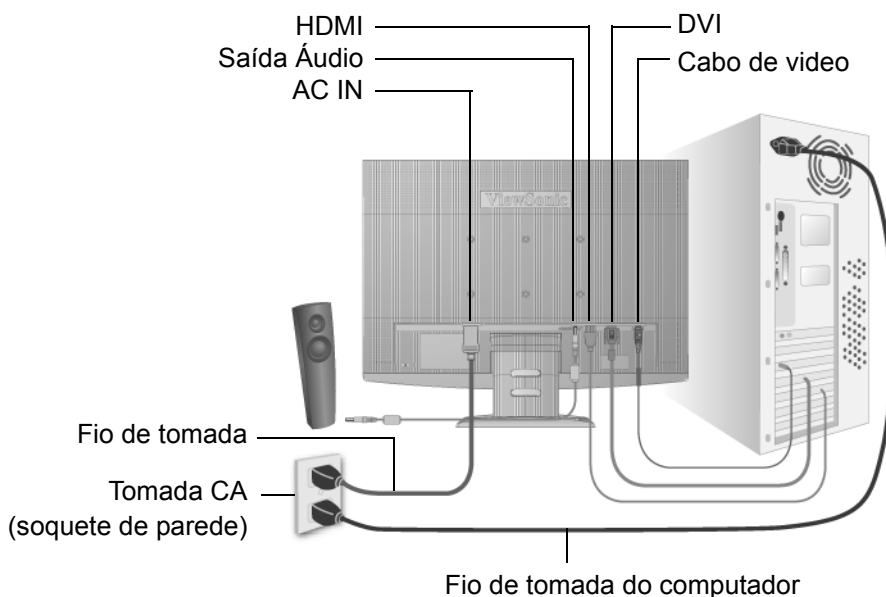 HDMI
Saída Áudio
AC IN
DVI
Cabo de video
ViewSonic
Fio de tomada
Tomada CA
(soquete de parede)
Fio de tomada do computador